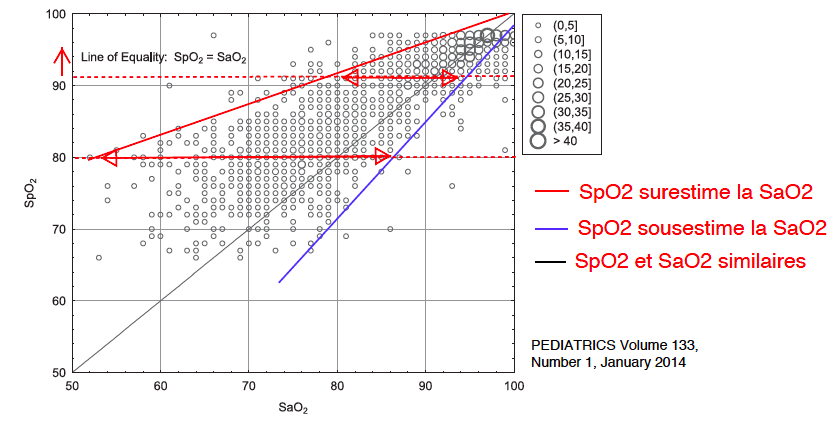 100
90
80
70
60
50
SpO2
Line of Equality: SpO2 = SaO2
50
60
70
80
90
100
SaO2
(0,5]
(5,10]
(10,15]
(15,20]
(20,25]
(25,30]
(30,35]
(35,40]
> 40
SpO2 surestime la SaO2
SpO2 sousestime la SaO2
SpO2 et SaO2 similaires
PEDIATRICS Volume 133,
Number 1, January 2014